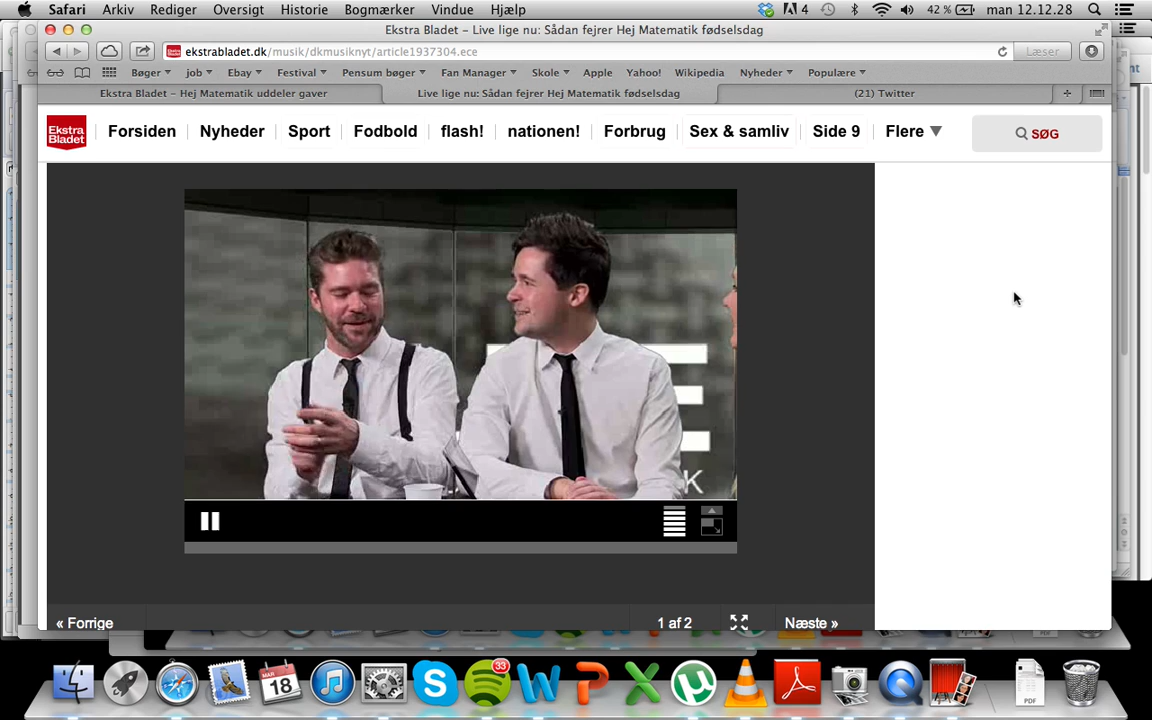 Safari Arkiv Rediger Oversigt Historie Bogmærker Vindue Hjælp 4 42 % man 12.12.28
Ekstra Bladet – Live lige nu: Sådan fejrer Hej Matematik fødselsdag
ekstrabladet.dk/musik/dkmusiknyt/article1937304.ece Læser
Bøger job Ebay Festival Pensum bøger Fan Manager Skole Apple Yahoo! Wikipedia Nyheder Populære
Ekstra Bladet – Hej Matematik uddeler gaver Live lige nu: Sådan fejrer Hej Matematik fødselsdag (21) Twitter
Ekstra
Bladet
Forsiden Nyheder Sport Fodbold flash! nationen! Forbrug Sex & samliv Side 9 Flere SØG
E
K
« Forrige 1 af 2 Næste »
MAR
18
33
PDF